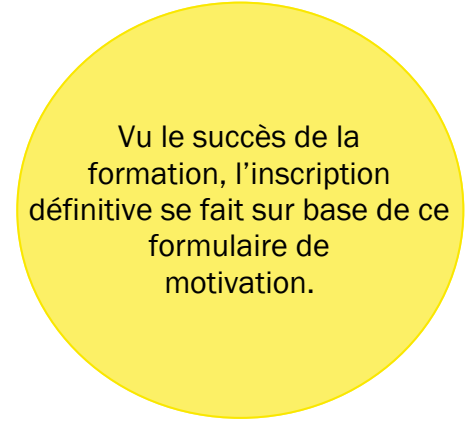 Vu le succès de la
formation, l’inscription
définitive se fait sur base de ce
formulaire de
motivation.